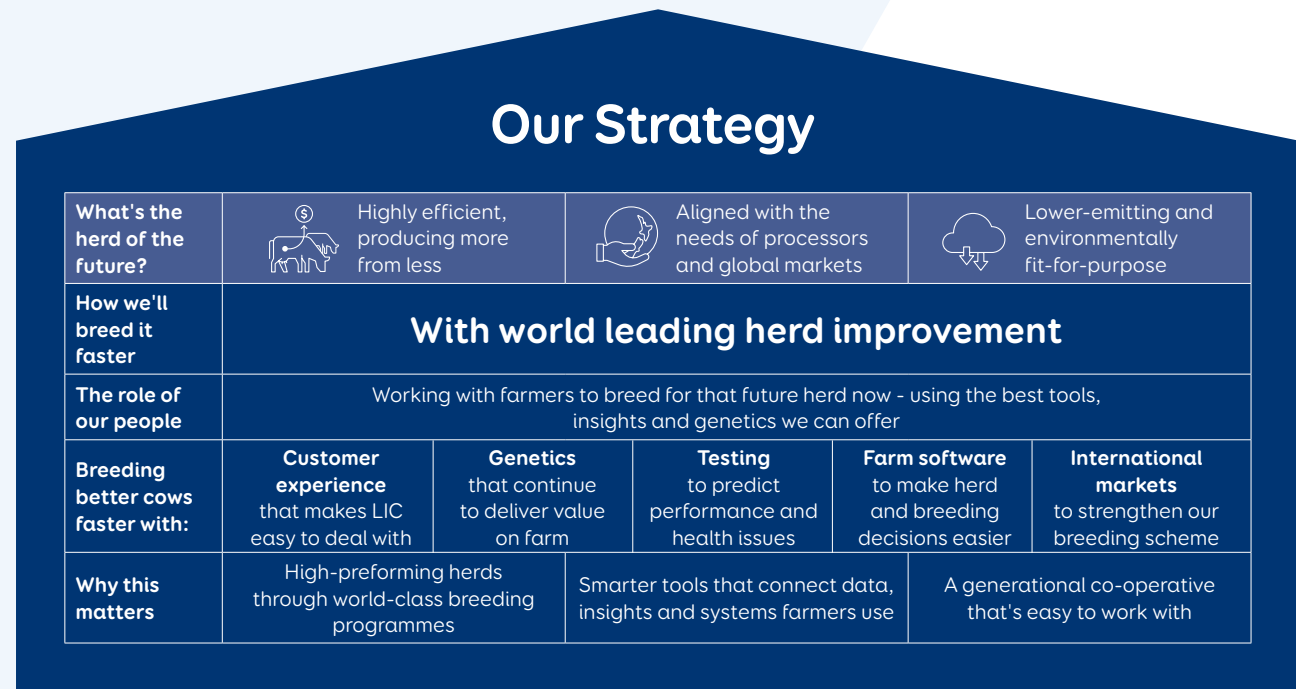 Our Strategy
What's the
herd of the
future?
$
Highly efficient,
producing more
from less
Aligned with the
needs of processors
and global markets
Lower-emitting and
environmentally
fit-for-purpose
How we'll
breed it
faster
With world leading herd improvement
The role of
our people
Working with farmers to breed for that future herd now - using the best tools,
insights and genetics we can offer
Breeding
better cows
faster with:
Customer
experience
that makes LIC
easy to deal with
Genetics
that continue
to deliver value
on farm
Testing
to predict
performance and
health issues
Farm software
to make herd
and breeding
decisions easier
International
markets
to strengthen our
breeding scheme
Why this
matters
High-preforming herds
through world-class breeding
programmes
Smarter tools that connect data,
insights and systems farmers use
A generational co-operative
that's easy to work with